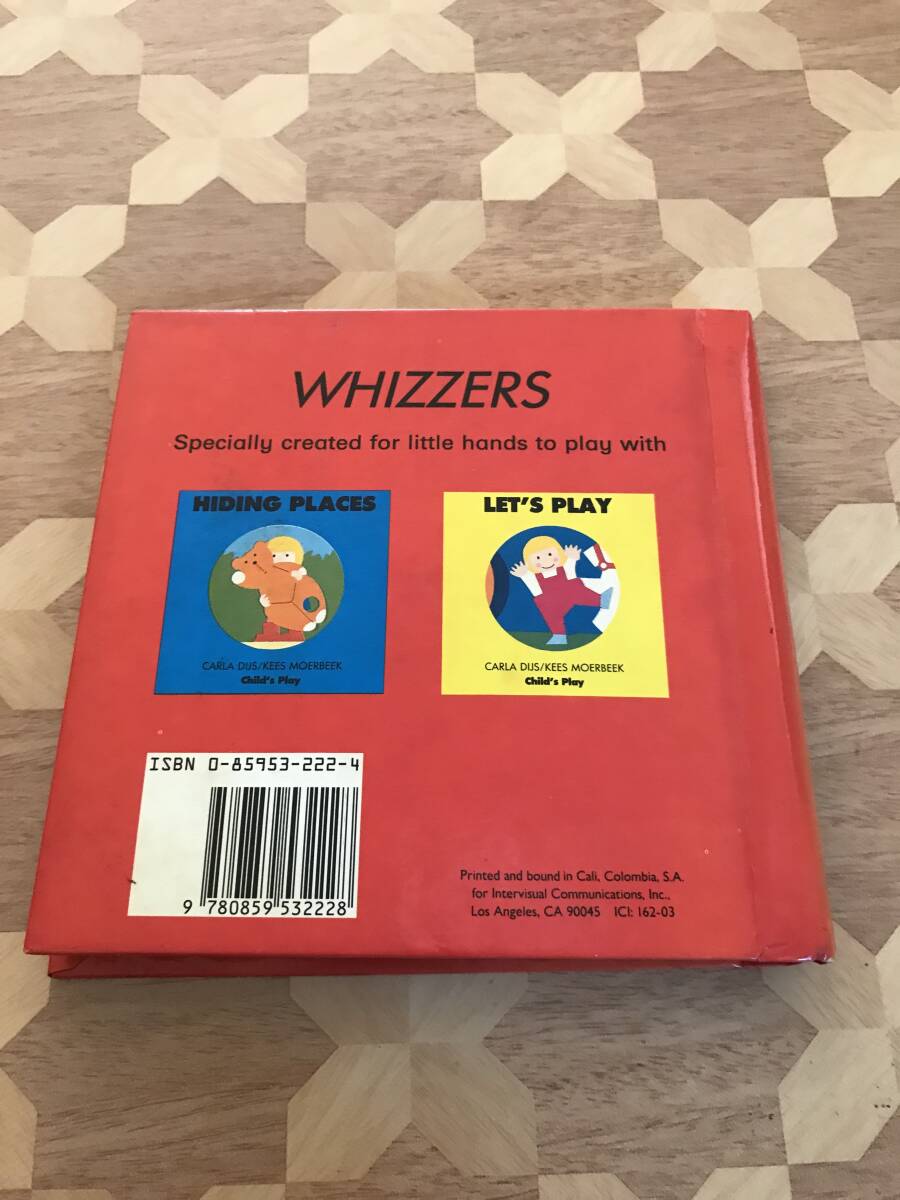 WHIZZERS
Specially created for little hands to play with
HIDING PLACES
CARLA DIJS/KEES MOERBEEK
Child's Play
LET'S PLAY
CARLA DIJS/KEES MOERBEEK
Child's Play
ISBN 0-85953-222-4
9 780859 532228
Printed and bound in Cali, Colombia, S.A.
for Intervisual Communications, Inc.,
Los Angeles, CA 90045 ICI: 162-03